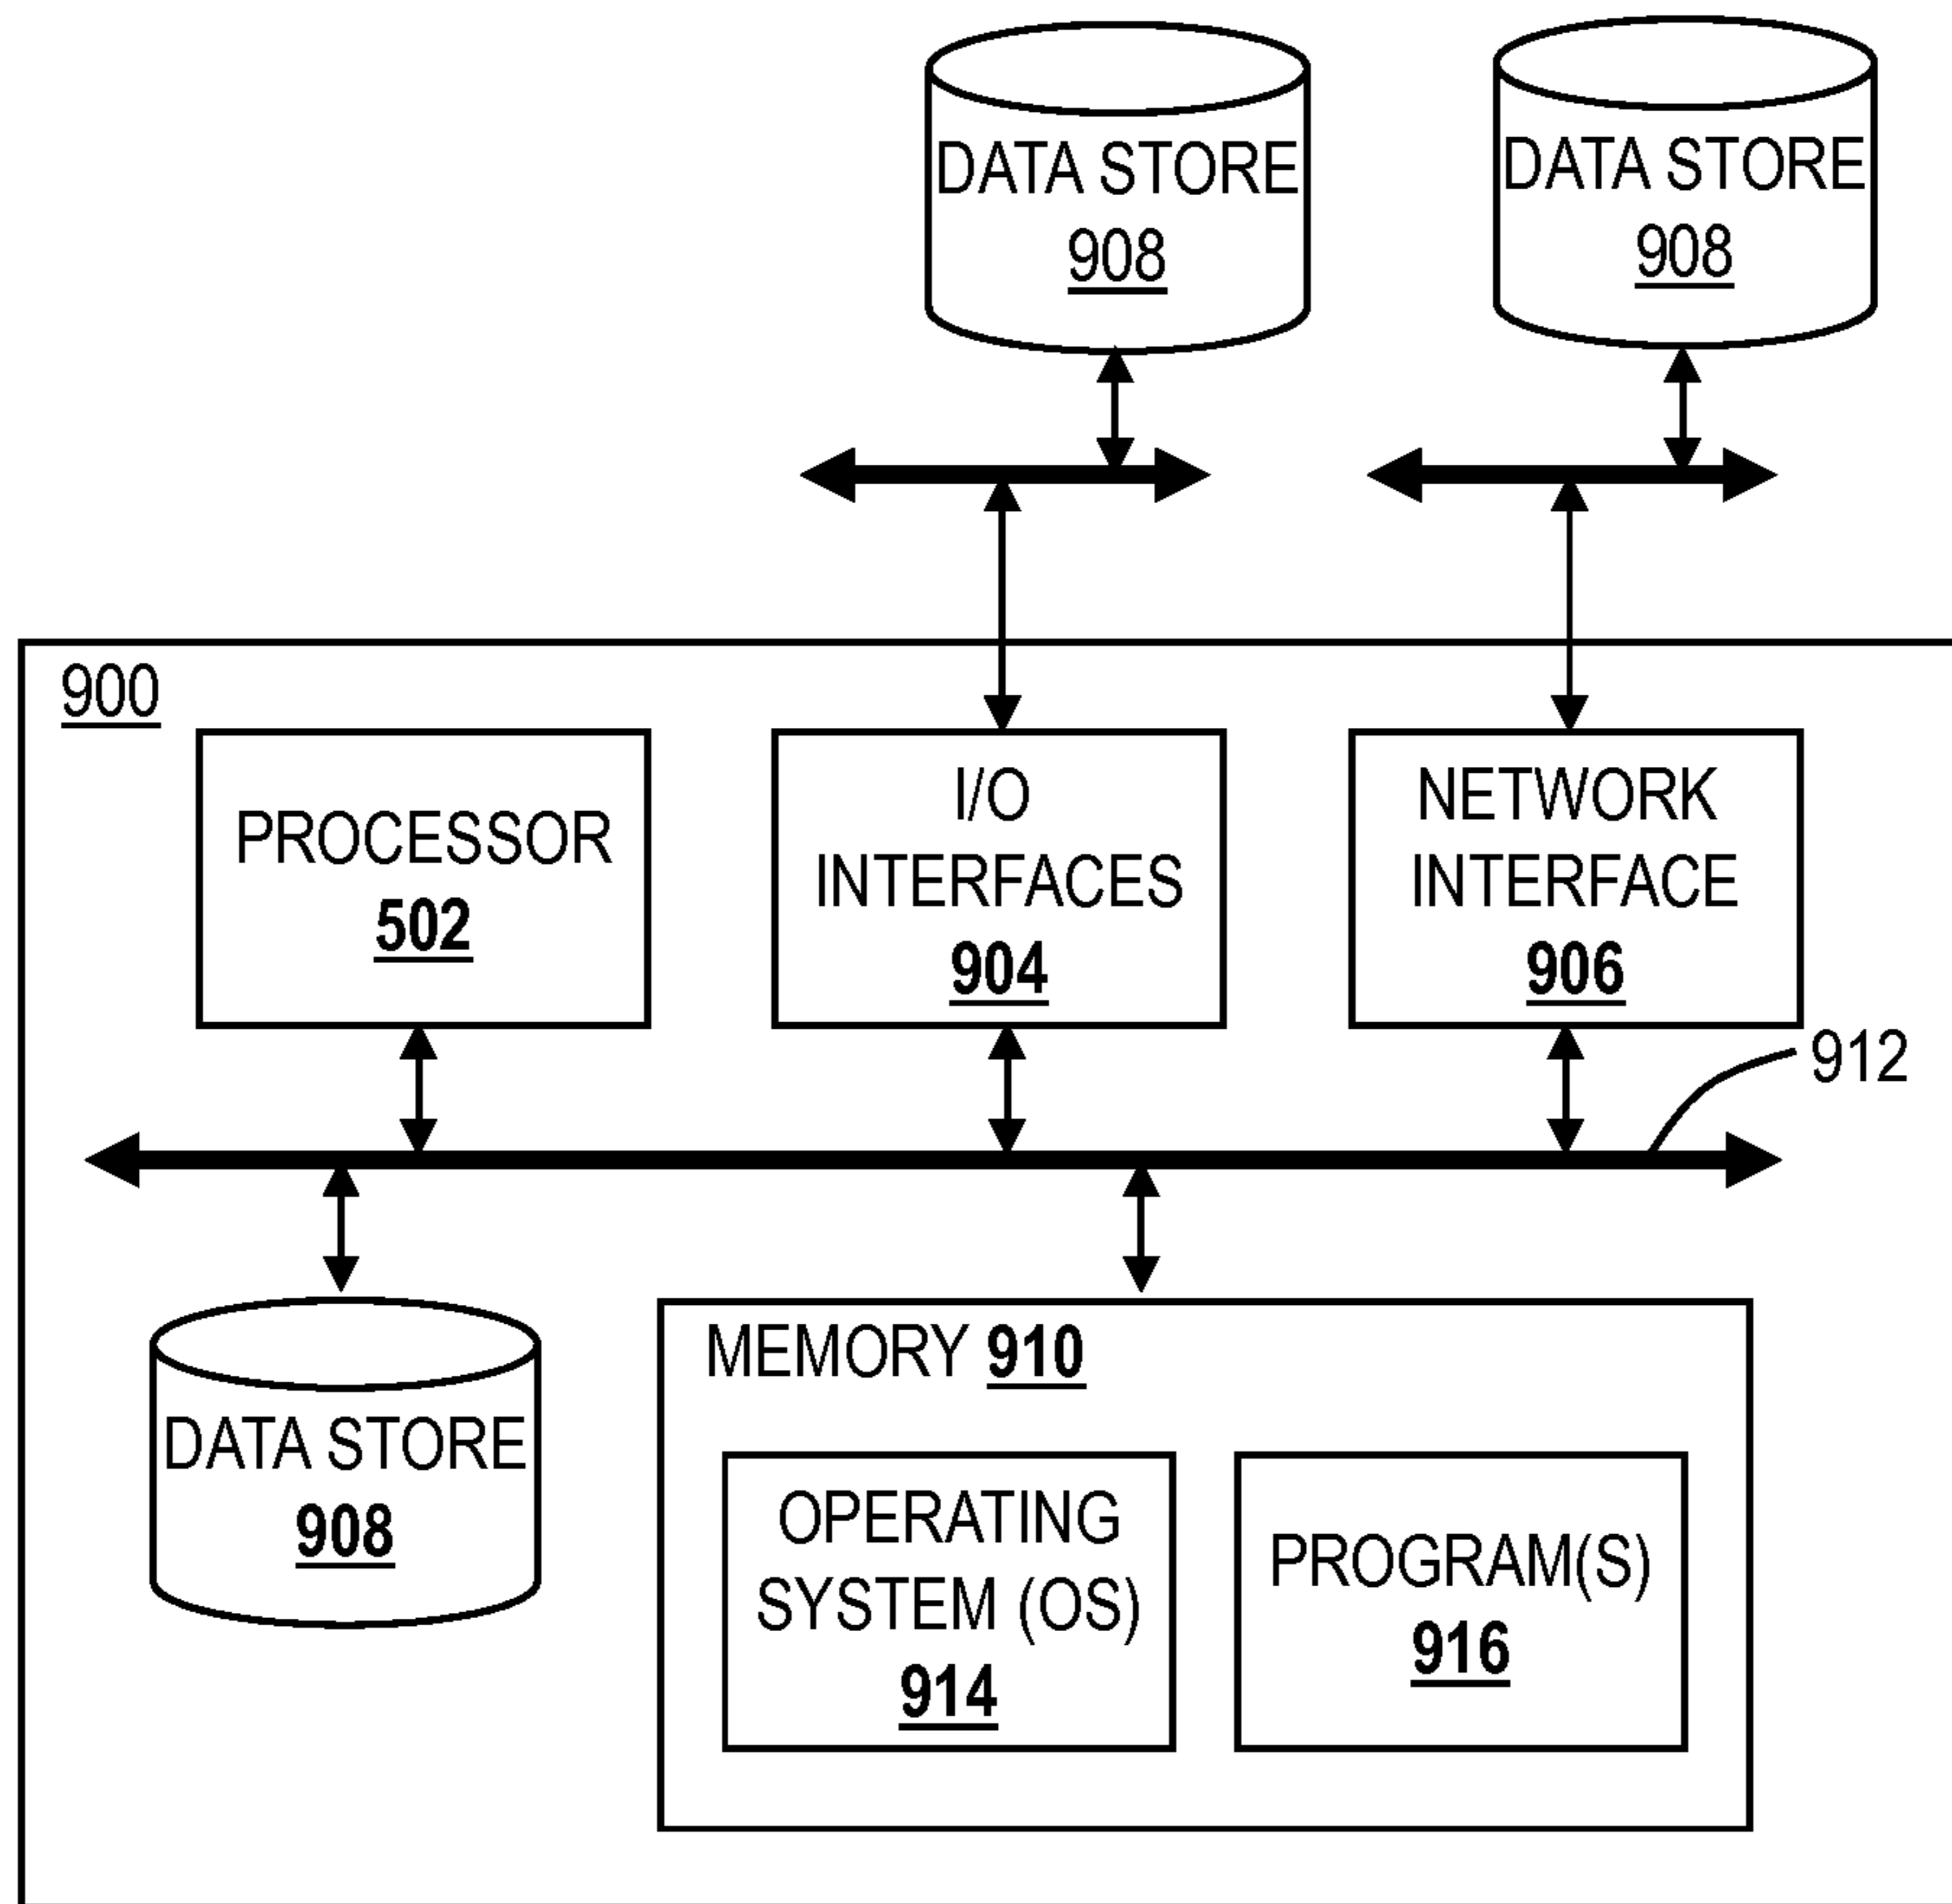 DATA STORE
908
DATA STORE
908
900
PROCESSOR
502
I/O
INTERFACES
904
NETWORK
INTERFACE
906
912
DATA STORE
908
MEMORY 910
OPERATING
SYSTEM (OS)
914
PROGRAM(S)
916